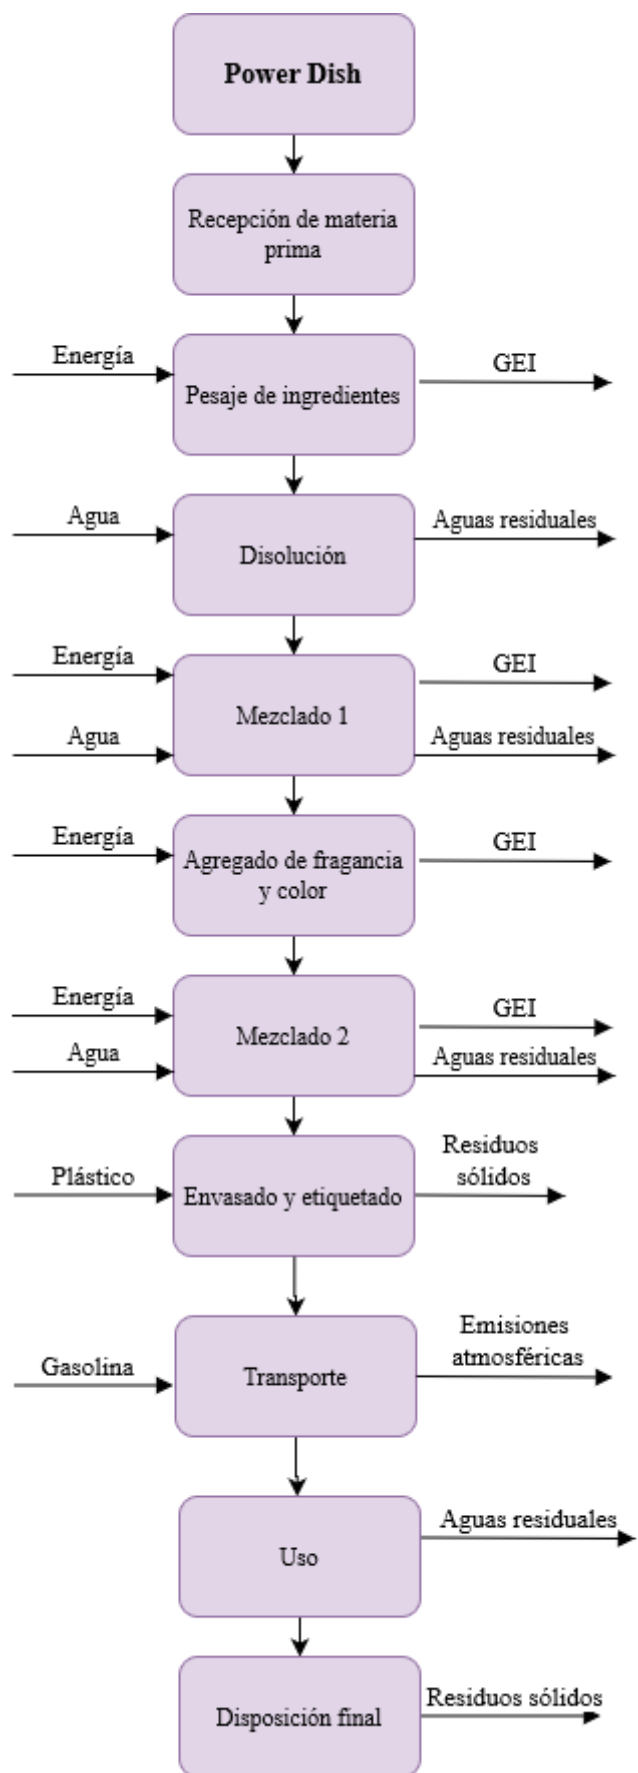 Power Dish
Recepción de materia
prima
Energía
Pesaje de ingredientes
GEI
Agua
Disolución
Aguas residuales
Energía
GEI
Mezclado 1
Agua
Aguas residuales
Energía
Agregado de fragancia
y color
GEI
Energía
GEI
Mezclado 2
Agua
Aguas residuales
Plástico
Envasado y etiquetado
Residuos
sólidos
Gasolina
Transporte
Emisiones
atmosféricas
Uso
Aguas residuales
Disposición final
Residuos sólidos